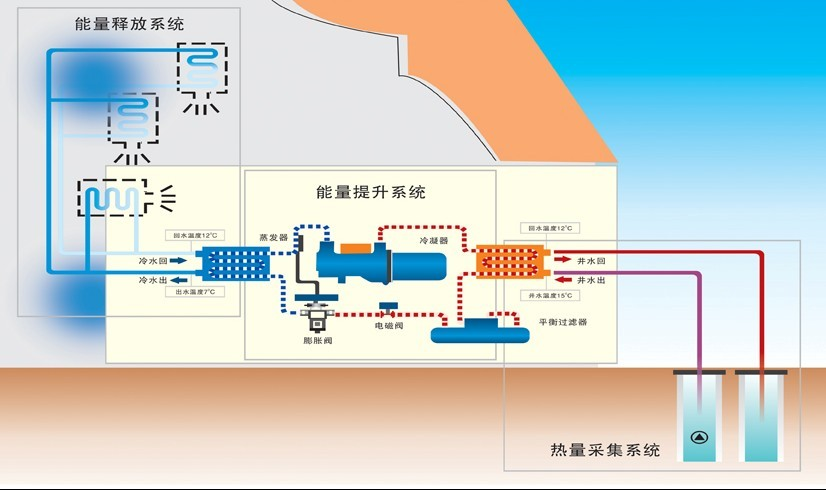 能量释放系统
能量提升系统
回水温度12℃
蒸发器
冷凝器
回水温度12℃
冷水回
井水回
冷水出
井水出
出水温度7℃
井水温度15℃
膨胀阀
电磁阀
平衡过滤器
热量采集系统